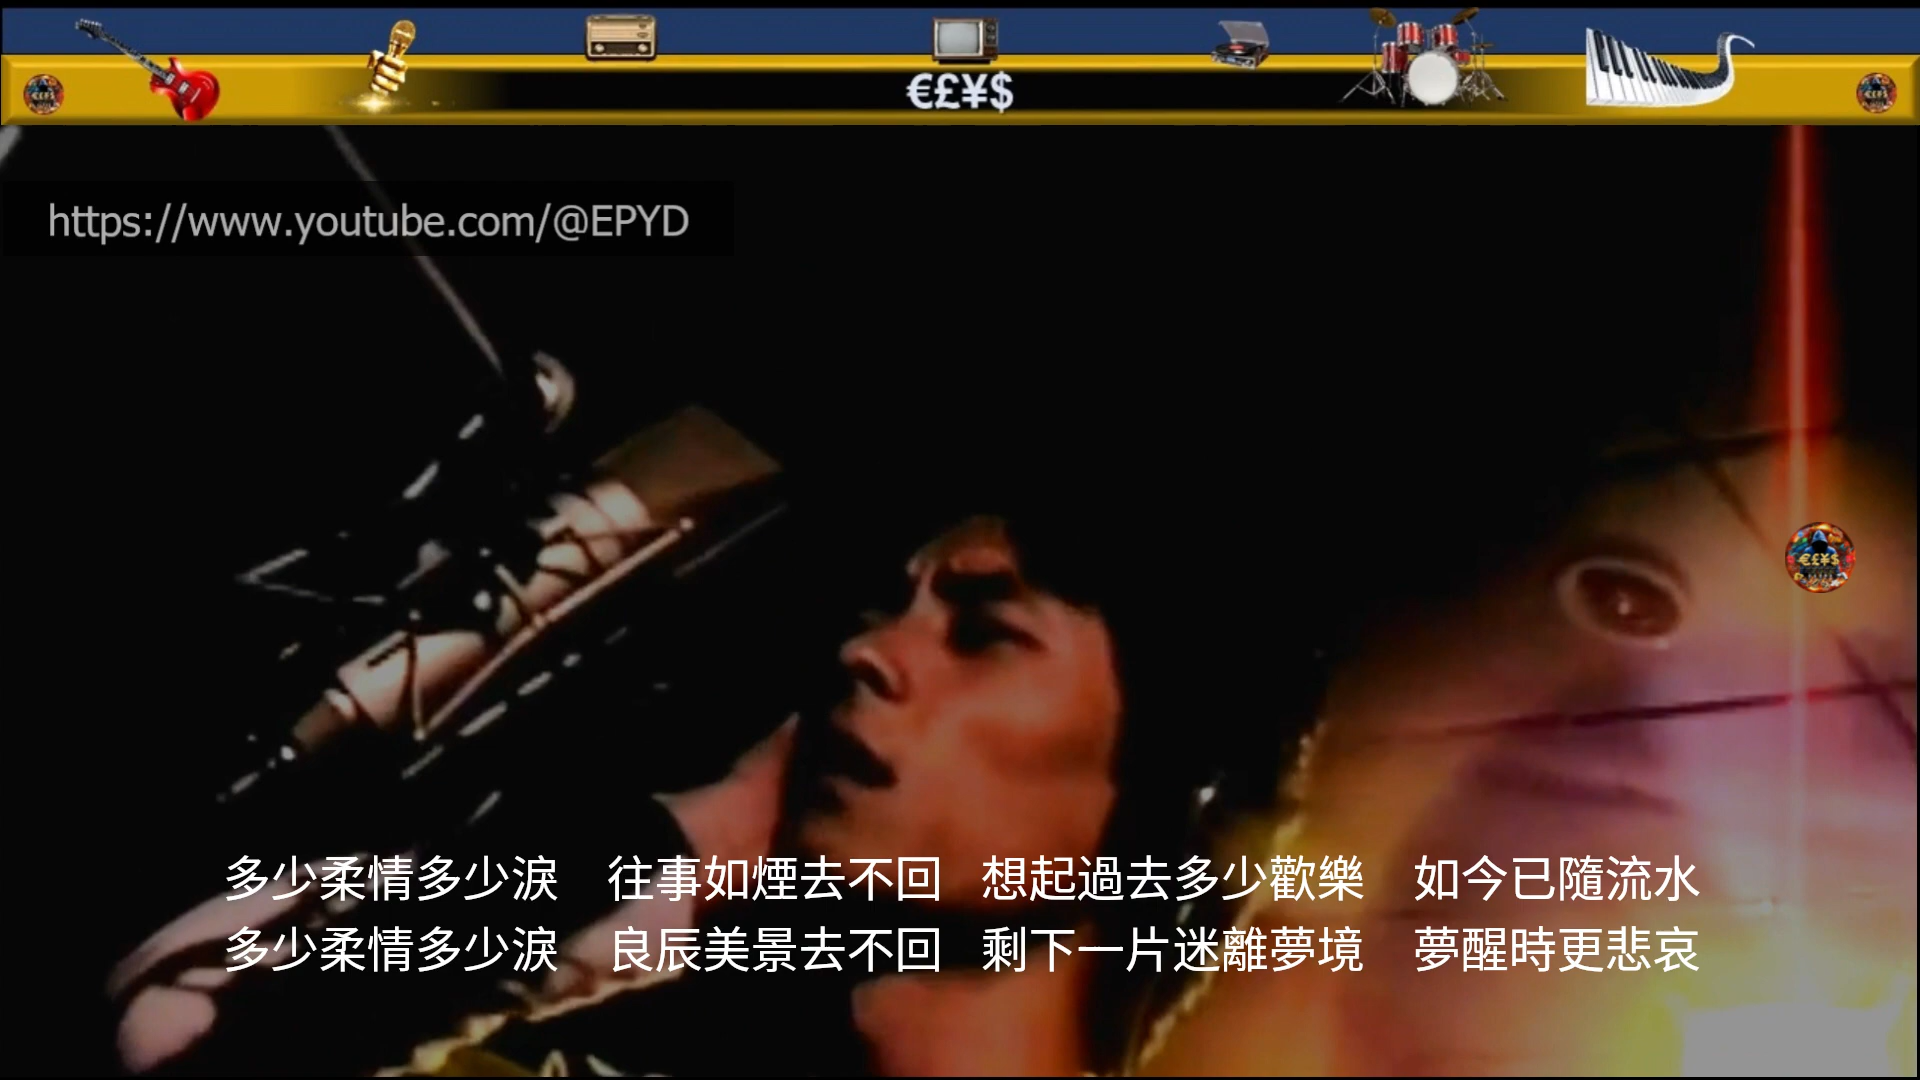 €£¥$
https://www.youtube.com/@EPYD
€£¥$
多少柔情多少淚 往事如煙去不回 想起過去多少歡樂 如今已隨流水
多少柔情多少淚 良辰美景去不回 剩下一片迷離夢境 夢醒時更悲哀